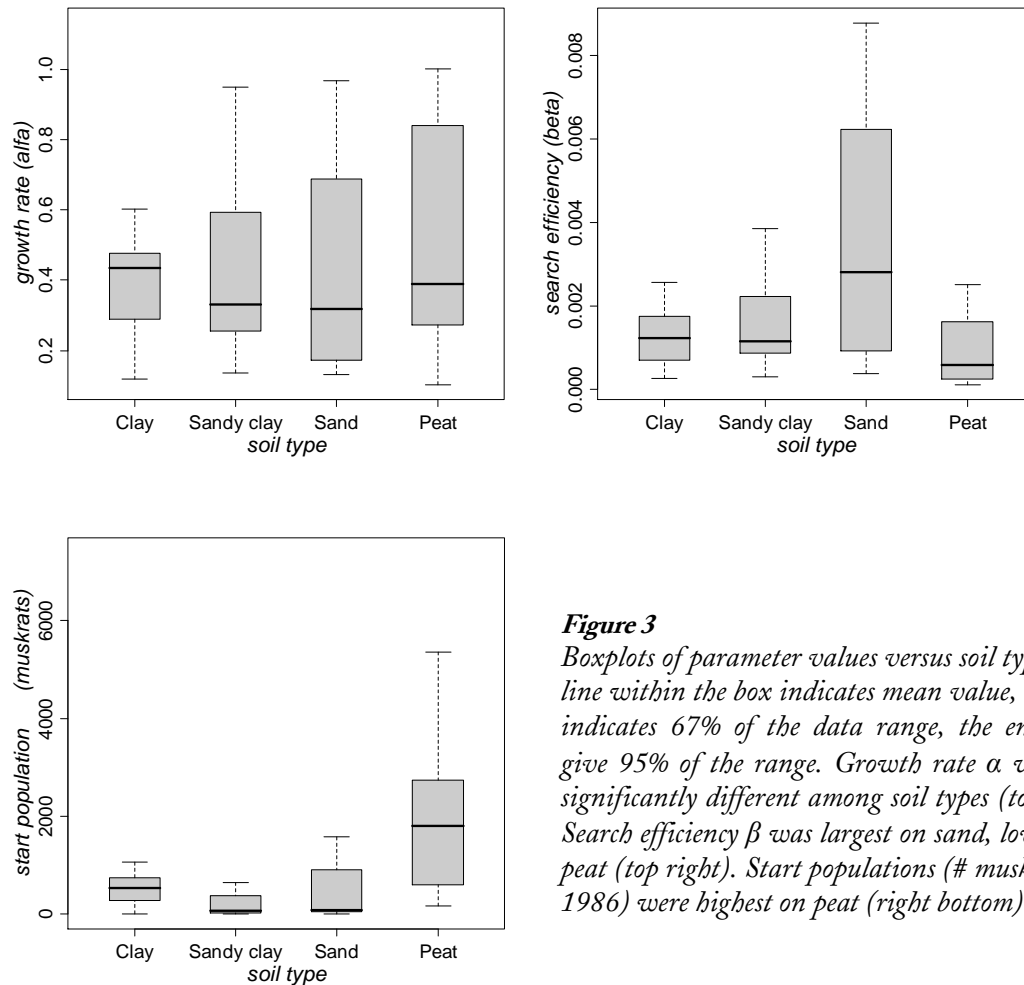 growth rate (alfa)
0.2 0.4 0.6 0.8 1.0
Clay Sandy clay Sand Peat
soil type
search efficiency (beta)
0.000 0.002 0.004 0.006 0.008
Clay Sandy clay Sand Peat
soil type
start population (muskrats)
0 2000 4000 6000
Clay Sandy clay Sand Peat
soil type
Figure 3
Boxplots of parameter values versus soil typ
line within the box indicates mean value,
indicates 67% of the data range, the en
give 95% of the range. Growth rate α
significantly different among soil types (to
Search efficiency β was largest on sand, lo
peat (top right). Start populations (# musk
1986) were highest on peat (right bottom)